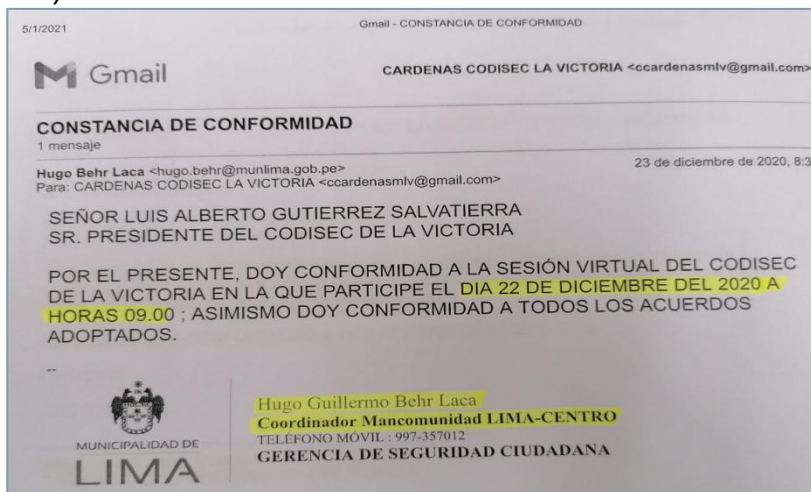 5/1/2021
Gmail - CONSTANCIA DE CONFORMIDAD
Gmail
CARDENAS CODISEC LA VICTORIA <ccardenasmlv@gmail.com>
CONSTANCIA DE CONFORMIDAD
1 mensaje
Hugo Behr Laca <hugo.behr@munlima.gob.pe>
23 de diciembre de 2020, 8:3
Para: CARDENAS CODISEC LA VICTORIA <ccardenasmlv@gmail.com>
SEÑOR LUIS ALBERTO GUTIERREZ SALVATIERRA
SR. PRESIDENTE DEL CODISEC DE LA VICTORIA
POR EL PRESENTE, DOY CONFORMIDAD A LA SESIÓN VIRTUAL DEL CODISEC
DE LA VICTORIA EN LA QUE PARTICIPE EL DIA 22 DE DICIEMBRE DEL 2020 A
HORAS 09.00 ; ASIMISMO DOY CONFORMIDAD A TODOS LOS ACUERDOS
ADOPTADOS.
--
Hugo Guillermo Behr Laca
Coordinador Mancomunidad LIMA-CENTRO
TELÉFONO MÓVIL : 997-357012
GERENCIA DE SEGURIDAD CIUDADANA
MUNICIPALIDAD DE
LIMA